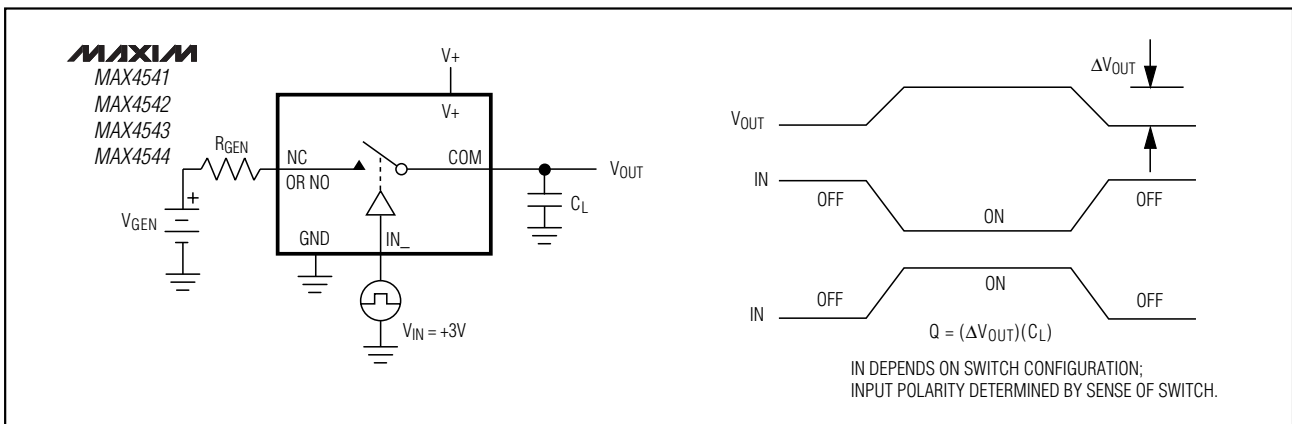 MAXIM
MAX4541
MAX4542
MAX4543
MAX4544
V+
V+
RGEN
NC
OR NO
COM
VOUT
CL
VGEN
+
GND
IN_
VIN = +3V
ΔVOUT
VOUT
IN
OFF
ON
OFF
IN
OFF
ON
OFF
Q = (ΔVOUT)(CL)
IN DEPENDS ON SWITCH CONFIGURATION;
INPUT POLARITY DETERMINED BY SENSE OF SWITCH.